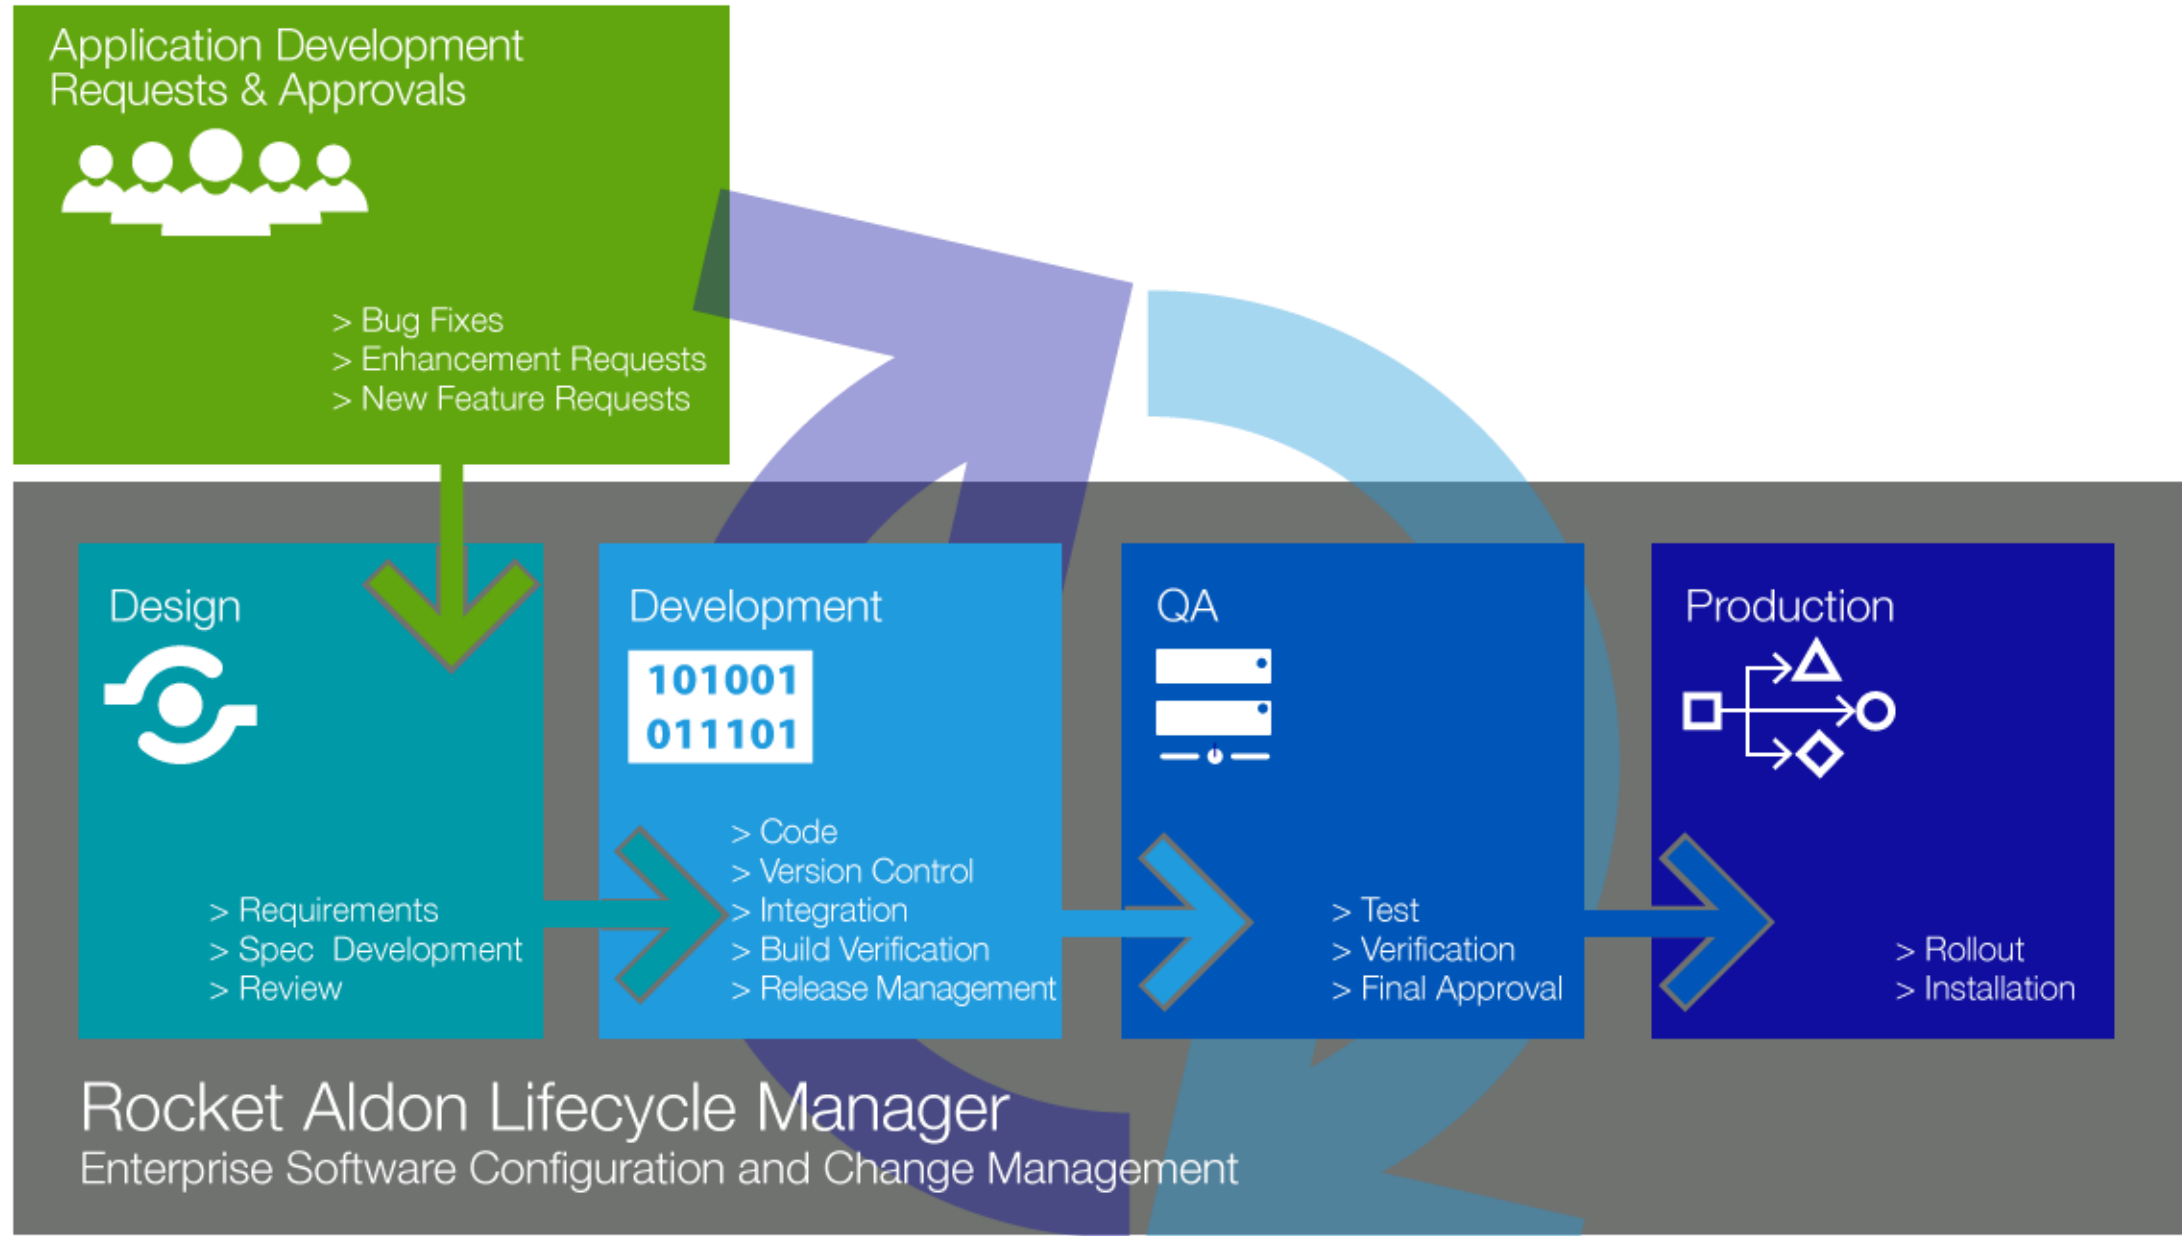 Application Development
Requests & Approvals
> Bug Fixes
> Enhancement Requests
> New Feature Requests
Design
> Requirements
> Spec Development
> Review
Development
101001
011101
> Code
> Version Control
> Integration
> Build Verification
> Release Management
QA
> Test
> Verification
> Final Approval
Production
> Rollout
> Installation
Rocket Aldon Lifecycle Manager
Enterprise Software Configuration and Change Management